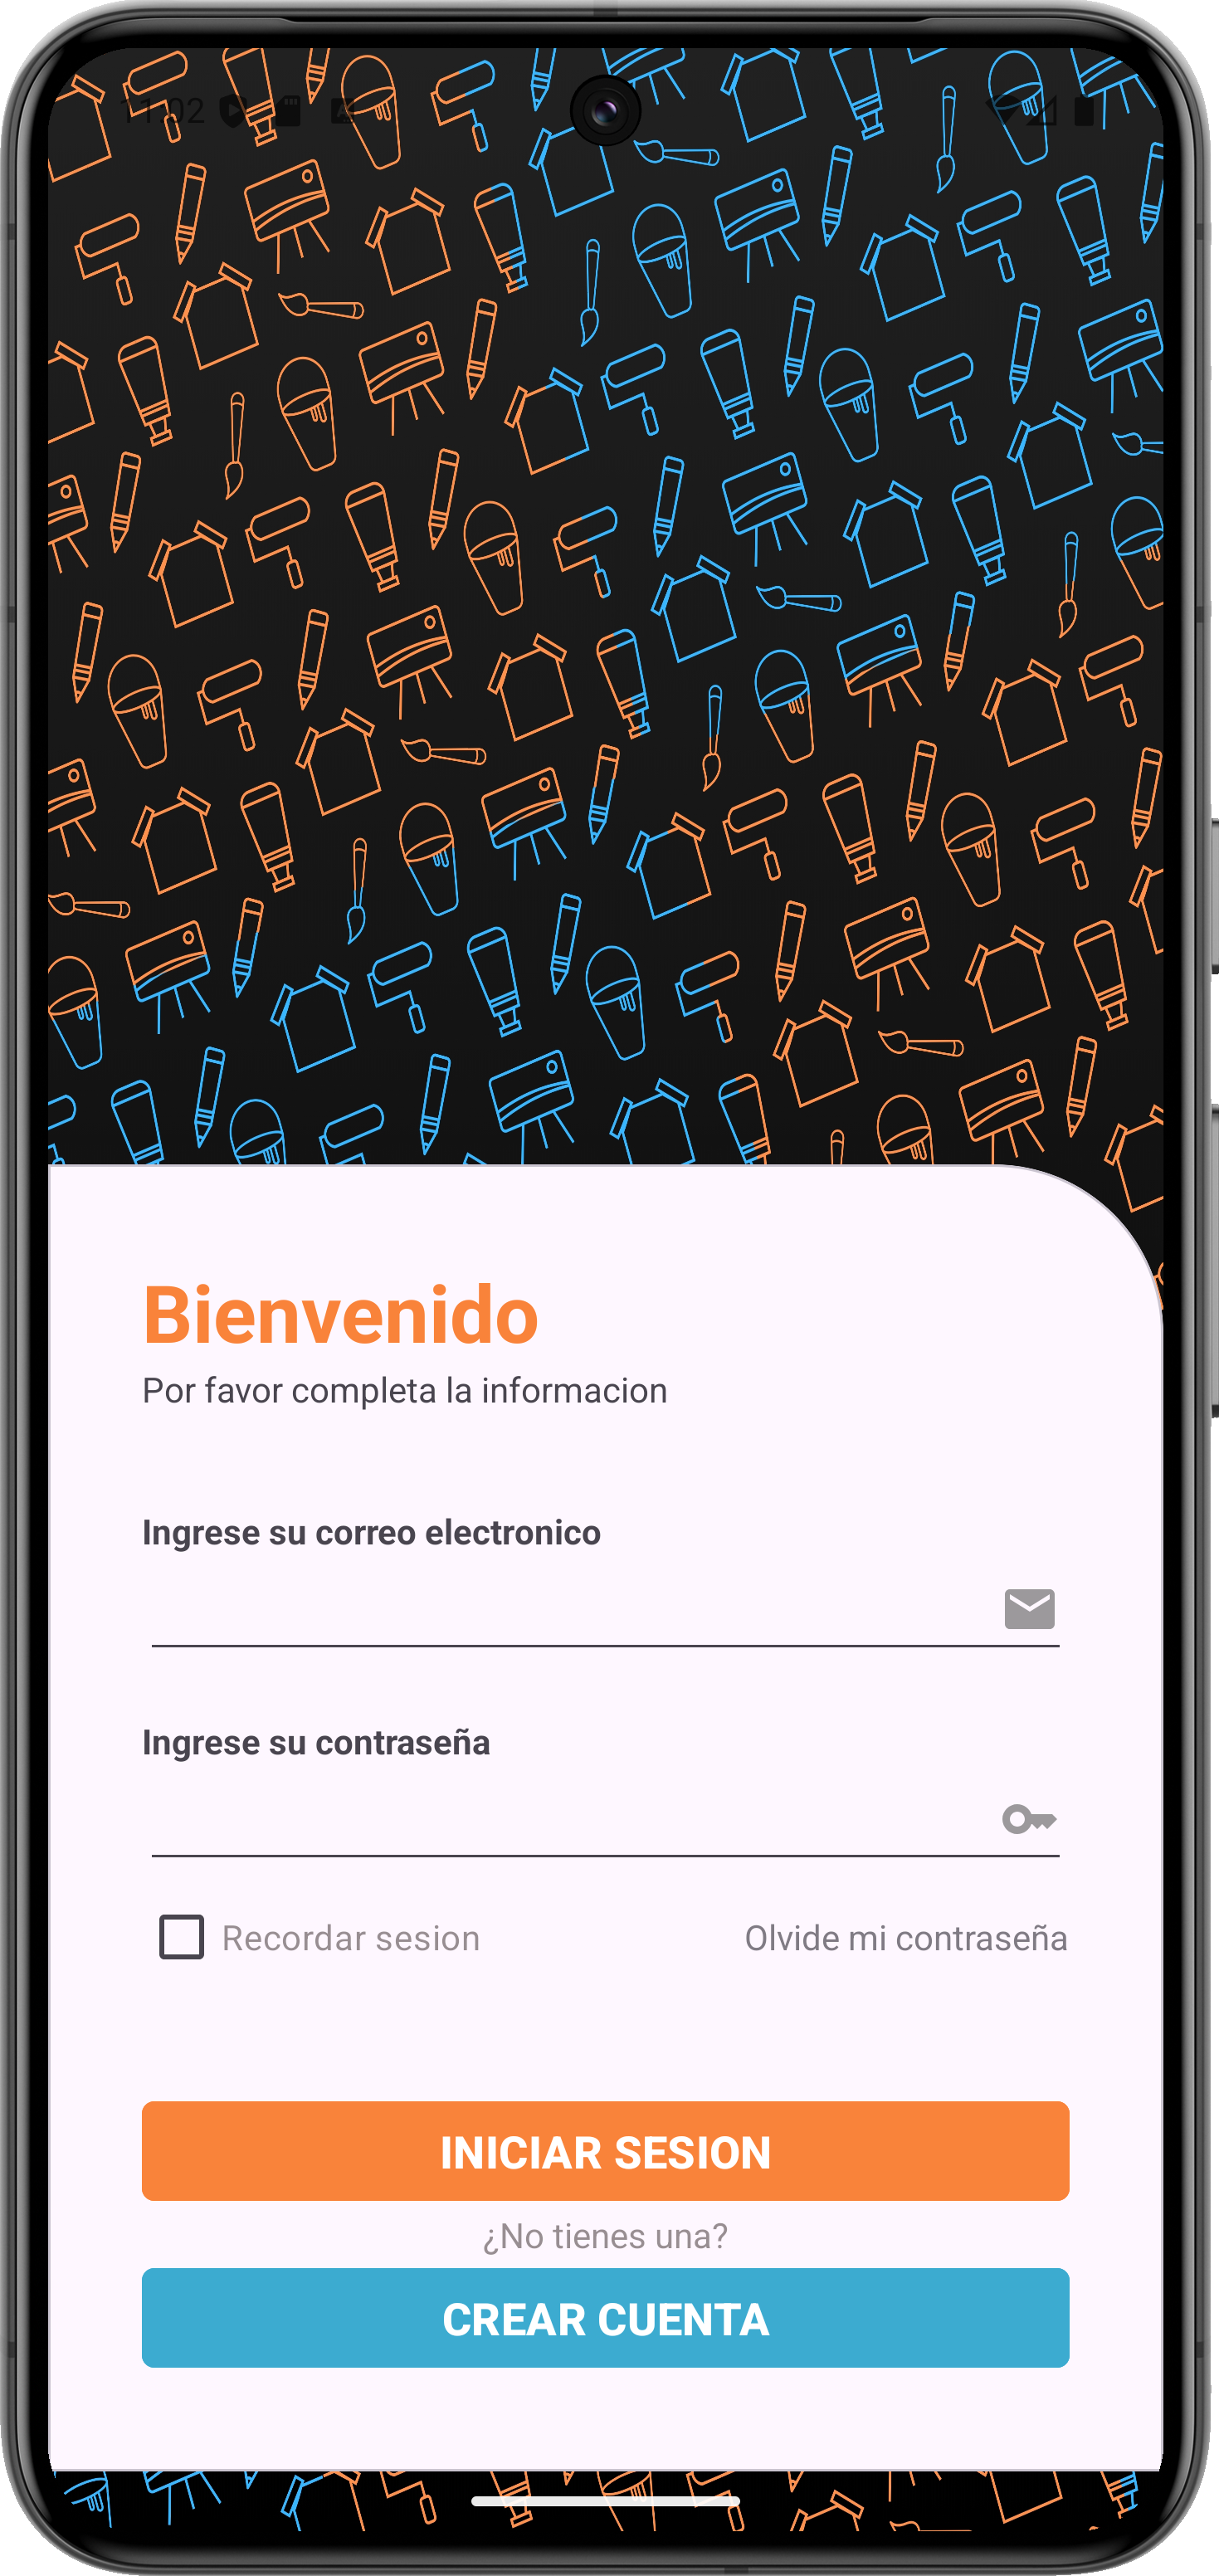 11:02
Bienvenido
Por favor completa la informacion
Ingrese su correo electronico
Ingrese su contraseña
Recordar sesion
Olvide mi contraseña
INICIAR SESION
¿No tienes una?
CREAR CUENTA